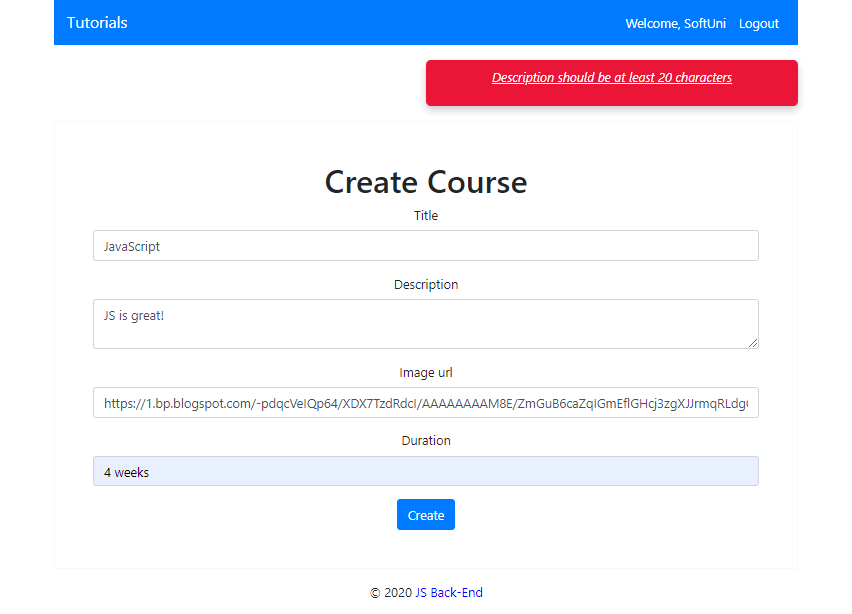 Tutorials
Welcome, SoftUni Logout
Description should be at least 20 characters
Create Course
Title
JavaScript
Description
JS is great!
Image url
https://1.bp.blogspot.com/-pdqcVeIQp64/XDX7TzdRdcI/AAAAAAAAM8E/ZmGuB6caZqIGmEflGHcj3zgXJJrmqRLdg
Duration
4 weeks
Create
© 2020 JS Back-End